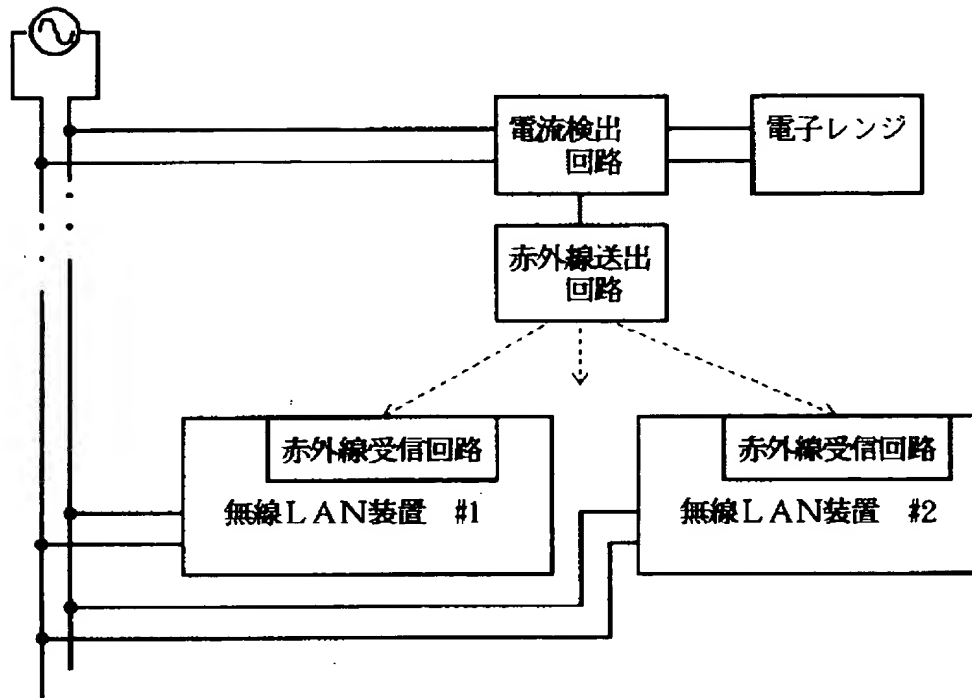 電流検出
回路
電子レンジ
赤外線送出
回路
赤外線受信回路
赤外線受信回路
無線LAN装置 #1
無線LAN装置 #2